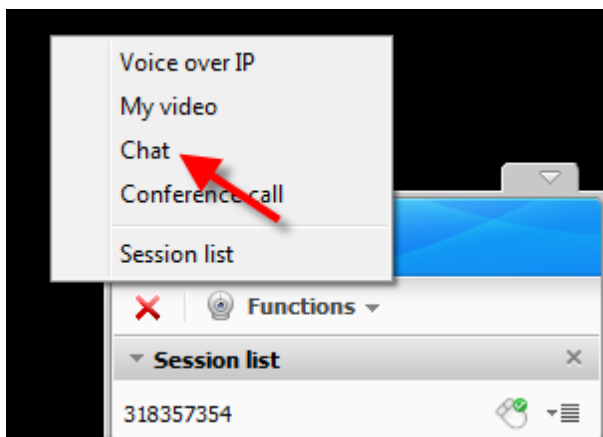 Voice over IP
My video
Chat
Conference call
Session list
Functions
Session list
318357354